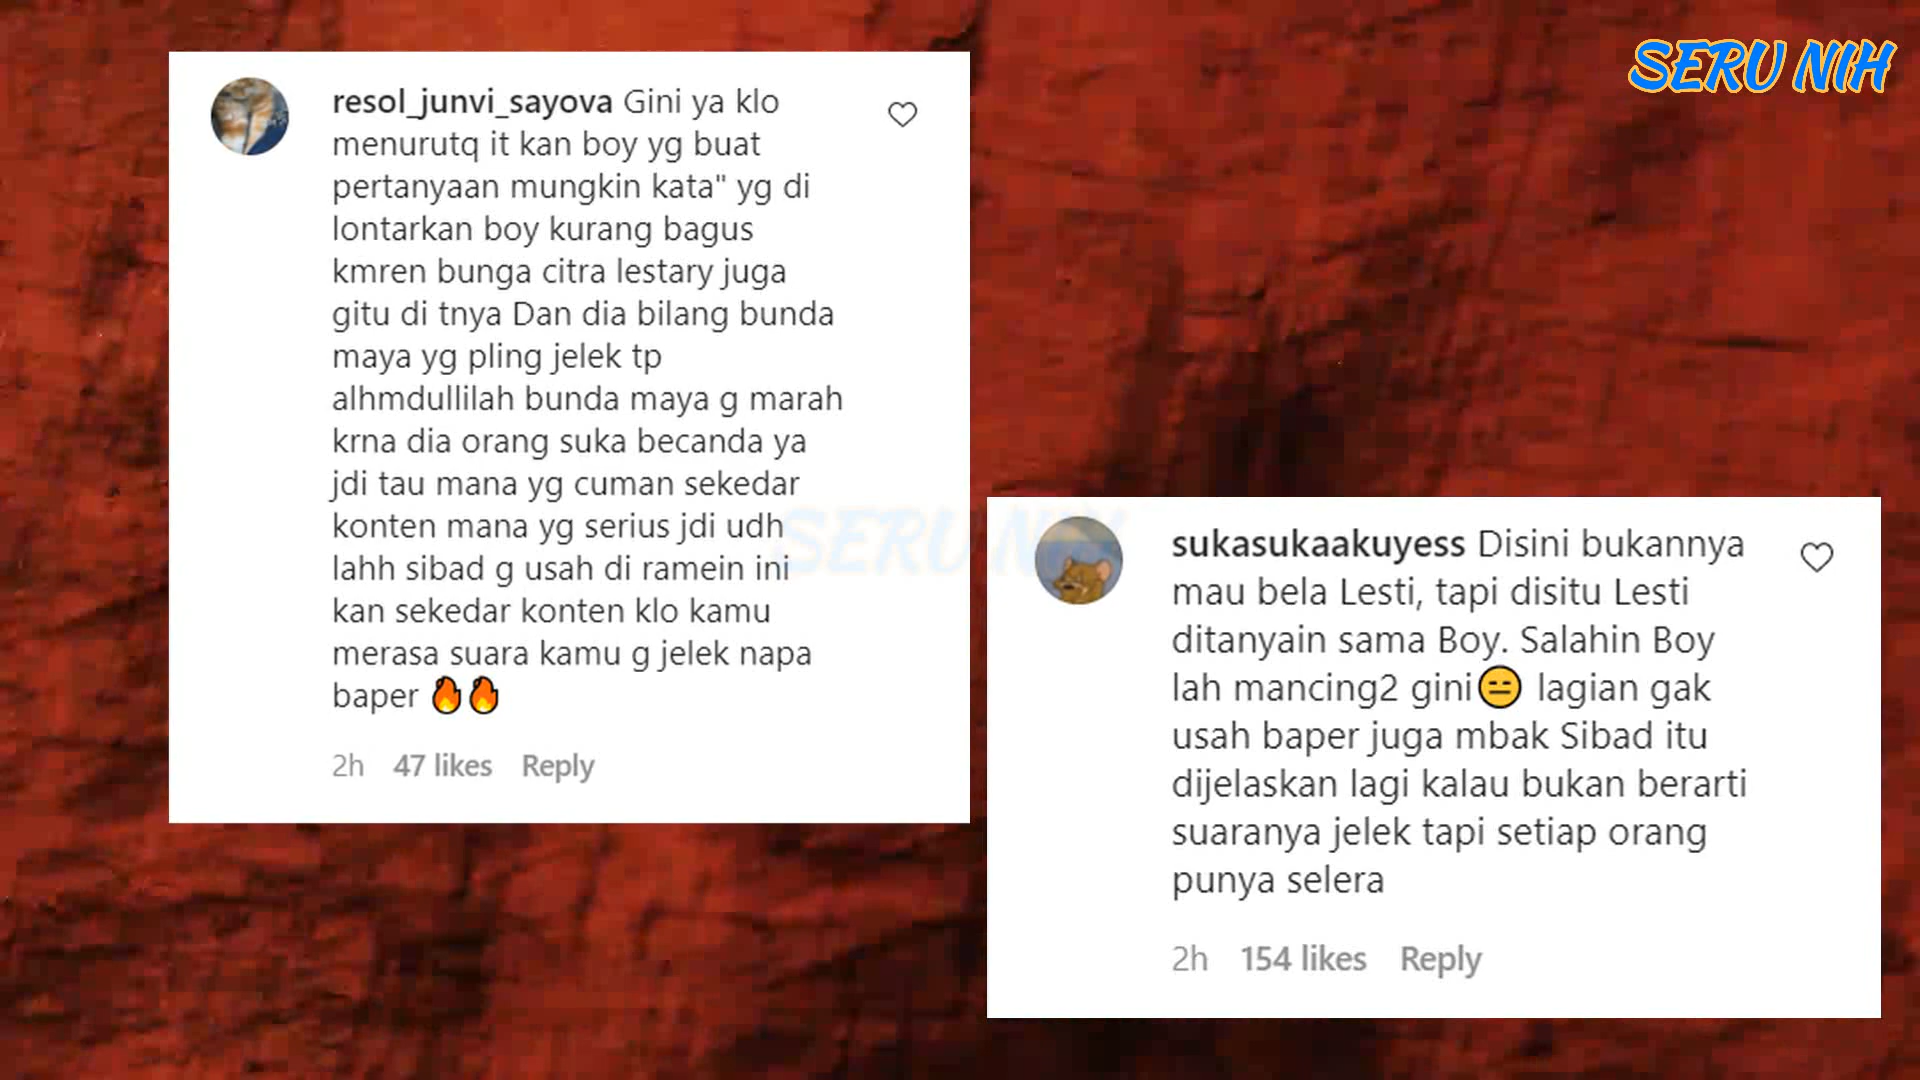 SERU NIH
resol_junvi_sayova Gini ya klo
menurutq it kan boy yg buat
pertanyaan mungkin kata" yg di
lontarkan boy kurang bagus
kmren bunga citra lestary juga
gitu di tnya Dan dia bilang bunda
maya yg pling jelek tp
alhmdullilah bunda maya g marah
krna dia orang suka becanda ya
jdi tau mana yg cuman sekedar
konten mana yg serius jdi udh
lahh sibad g usah di ramein ini
kan sekedar konten klo kamu
merasa suara kamu g jelek napa
baper 🔥🔥
2h 47 likes Reply
SERU NIH
sukasukaakuyess Disini bukannya
mau bela Lesti, tapi disitu Lesti
ditanyain sama Boy. Salahin Boy
lah mancing2 gini😑 lagian gak
usah baper juga mbak Sibad itu
dijelaskan lagi kalau bukan berarti
suaranya jelek tapi setiap orang
punya selera
2h 154 likes Reply